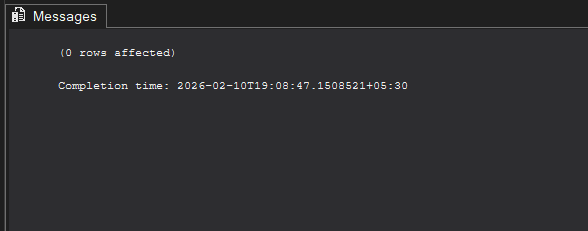 Messages
(0 rows affected)
Completion time: 2026-02-10T19:08:47.1508521+05:30